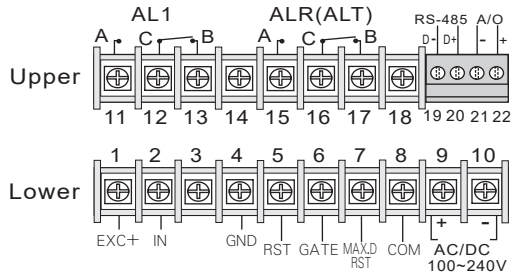 AL1 ALR(ALT) RS-485 A/O
A C B A C B D- D+ - +
Upper
11 12 13 14 15 16 17 18 19 20 21 22
1 2 3 4 5 6 7 8 9 10
Lower
+ -
EXC+ IN GND RST GATE MAX.D RST COM AC/DC
100~240V